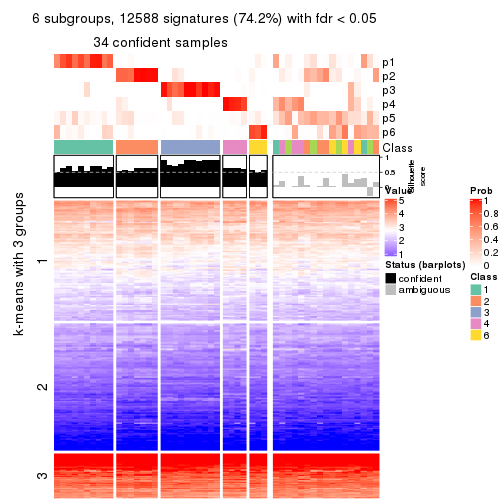 6 subgroups, 12588 signatures (74.2%) with fdr < 0.05
34 confident samples
p1
p2
p3
p4
p5
p6
Class
1
0.5
0
Silhouette
score
k-means with 3 groups
1
2
3
Value
5
4
3
2
1
Status (barplots)
confident
ambiguous
Prob
1
0.8
0.6
0.4
0.2
0
Class
1
2
3
4
6